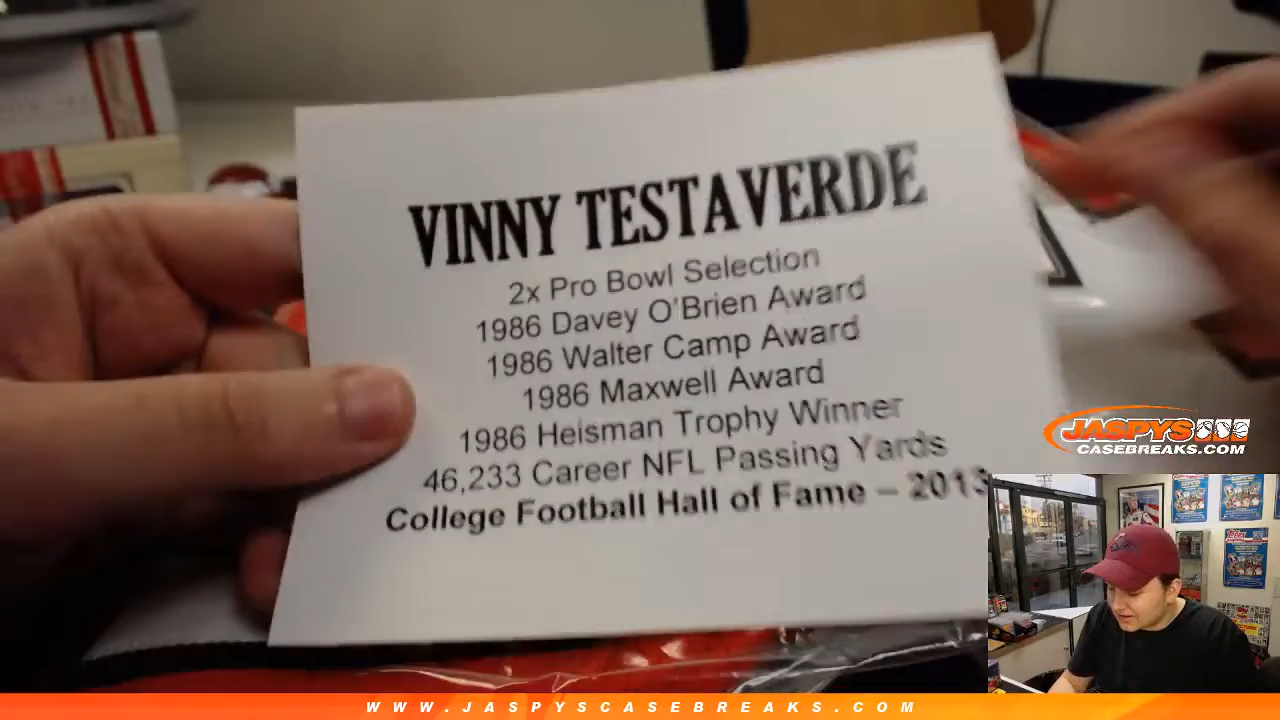 VINNY TESTAVERDE
2x Pro Bowl Selection
1986 Davey O'Brien Award
1986 Walter Camp Award
1986 Maxwell Award
1986 Heisman Trophy Winner
46,233 Career NFL Passing Yards
College Football Hall of Fame – 2013
JASPYS
CASEBREAKS.COM
WWW.JASPYSCASEBREAKS.COM